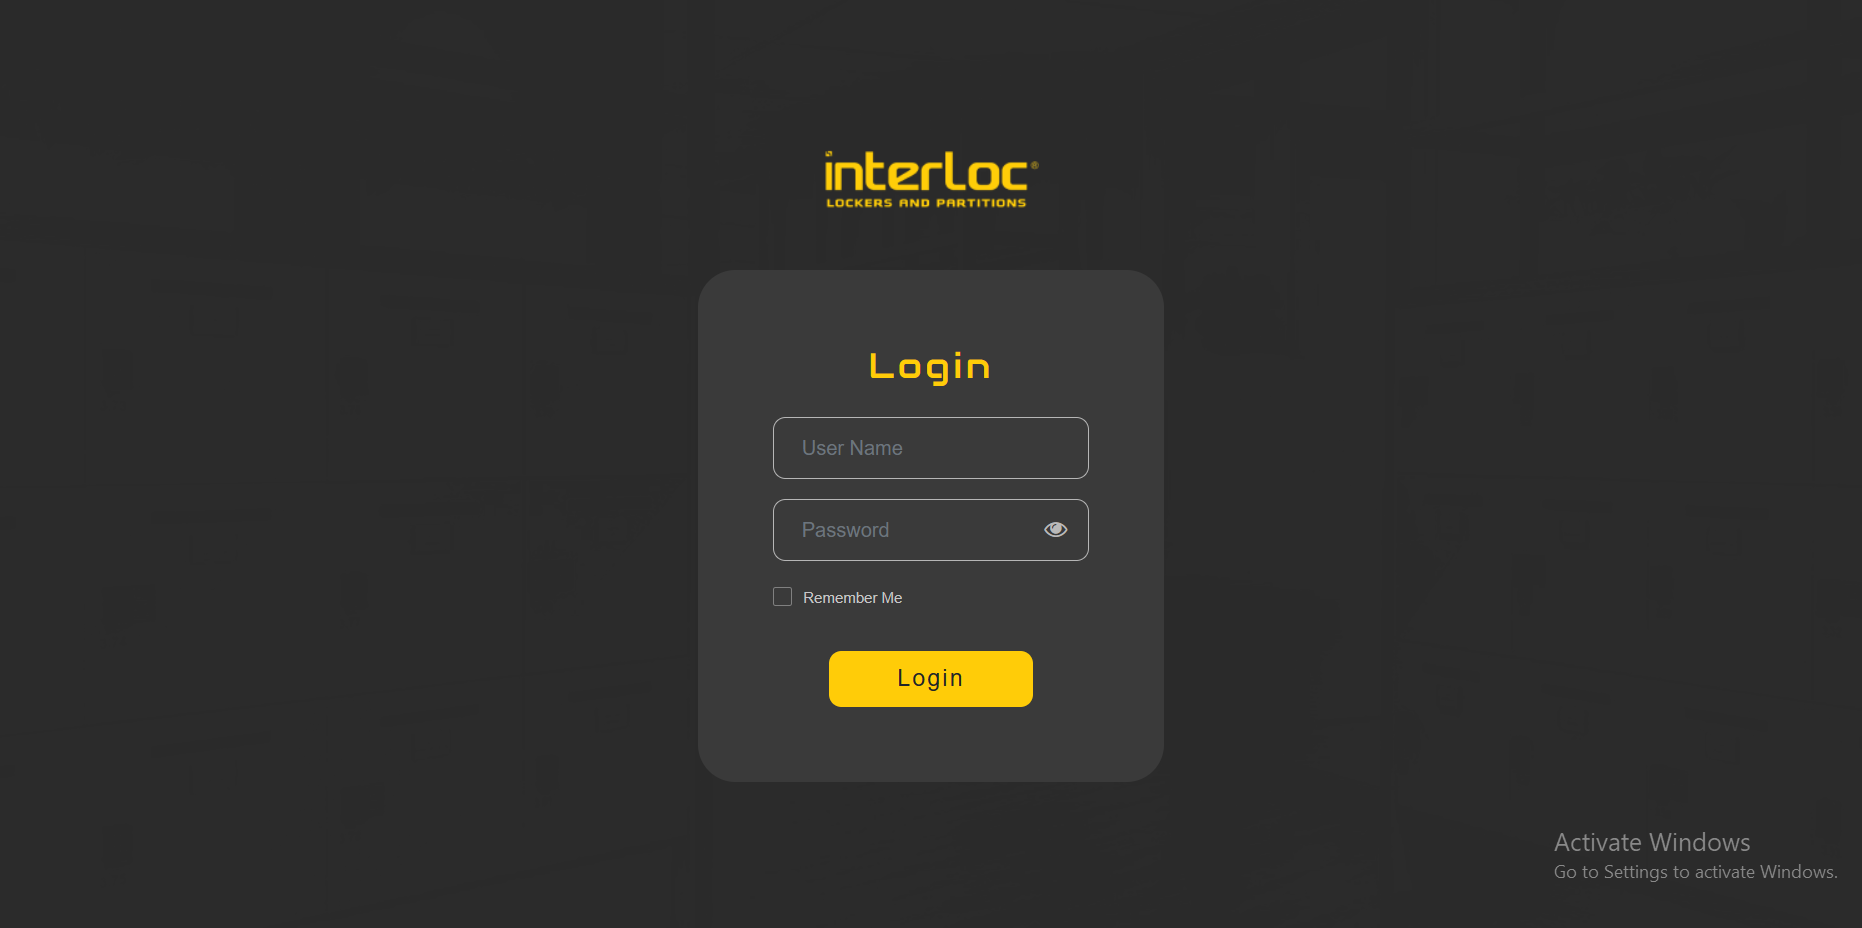 interLoc®
LOCKERS AND PARTITIONS
Login
User Name
Password
Remember Me
Login
Activate Windows
Go to Settings to activate Windows.